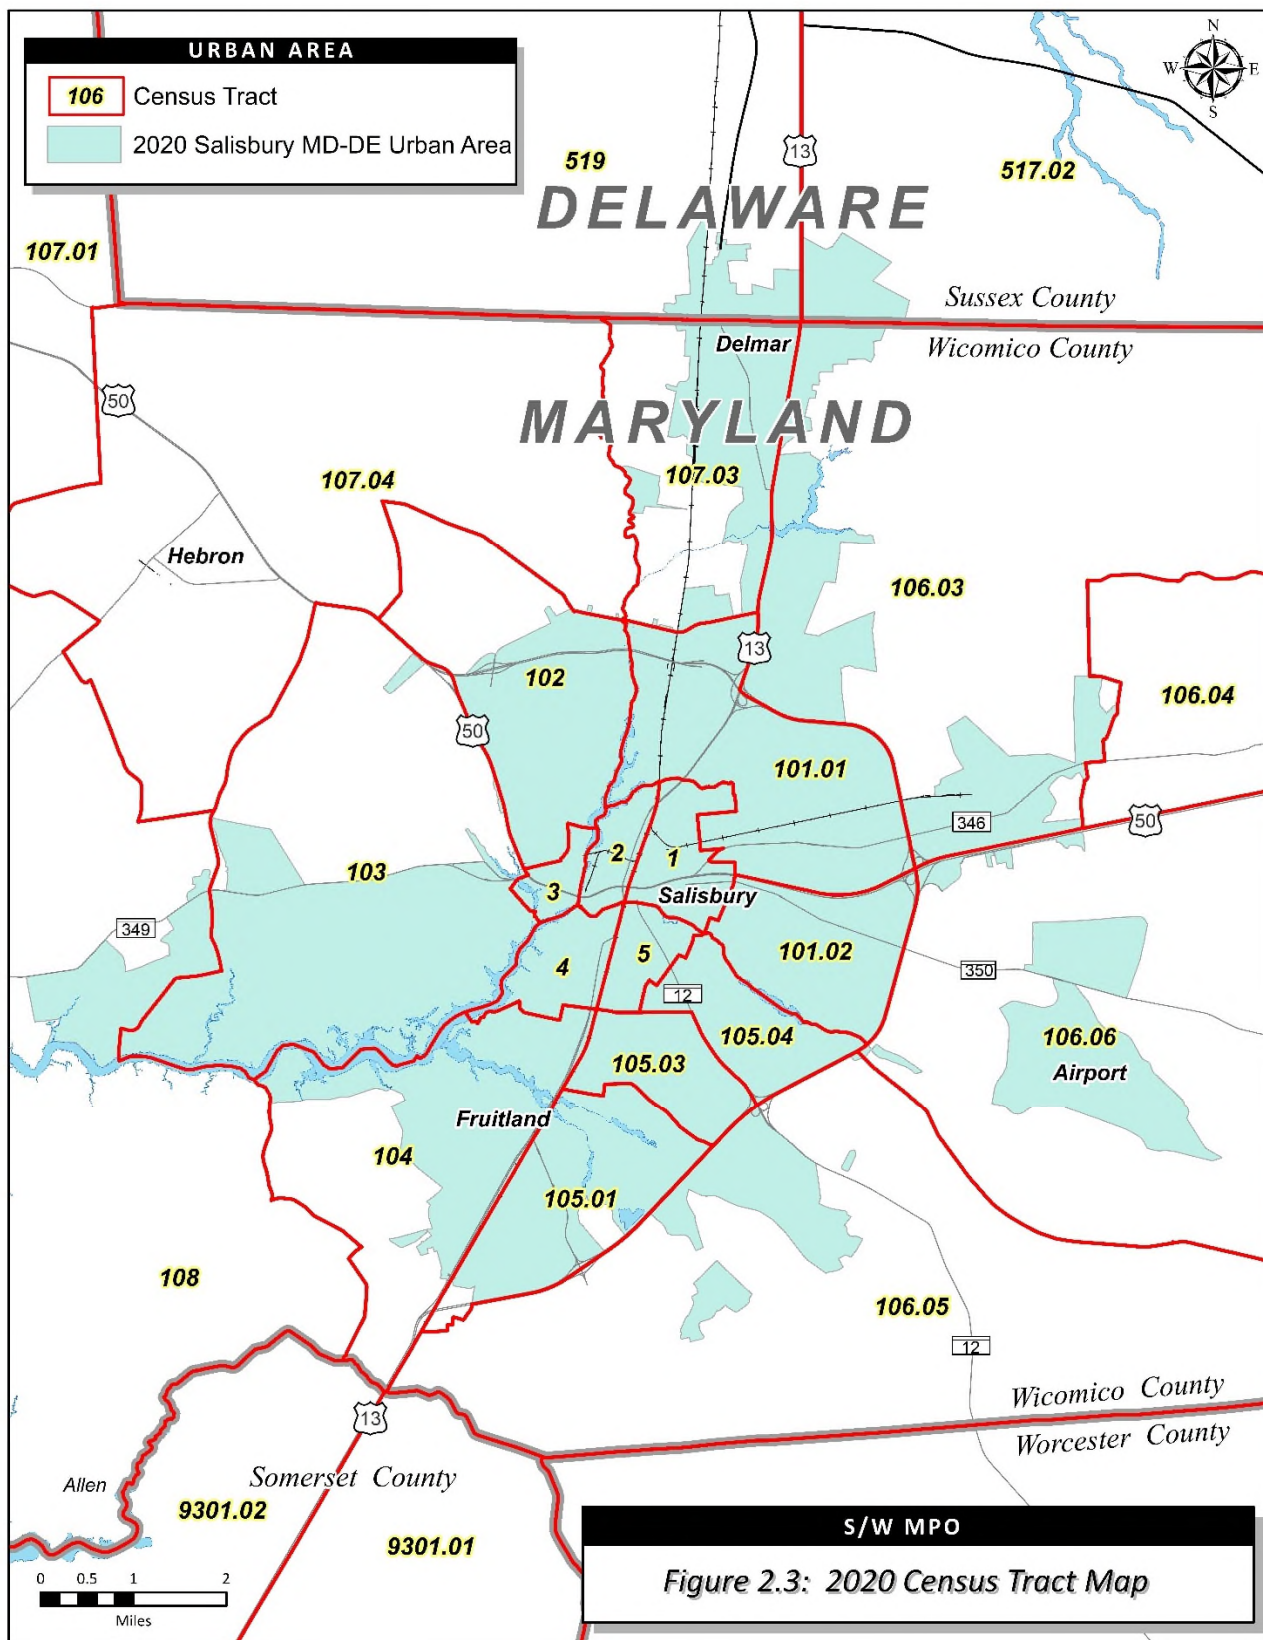 URBAN AREA
106 Census Tract
2020 Salisbury MD-DE Urban Area
N
W E
S
13
519
517.02
DELAWARE
107.01
Sussex County
Delmar
Wicomico County
50
MARYLAND
107.04
107.03
Hebron
106.03
13
102
106.04
50
101.01
346
50
2
1
103
3
Salisbury
349
5
101.02
4
350
12
105.04
106.06
105.03
Airport
Fruitland
104
105.01
108
106.05
12
Wicomico County
13
Worcester County
Somerset County
Allen
9301.02
9301.01
S/W MPO
Figure 2.3: 2020 Census Tract Map
0 0.5 1 2
Miles